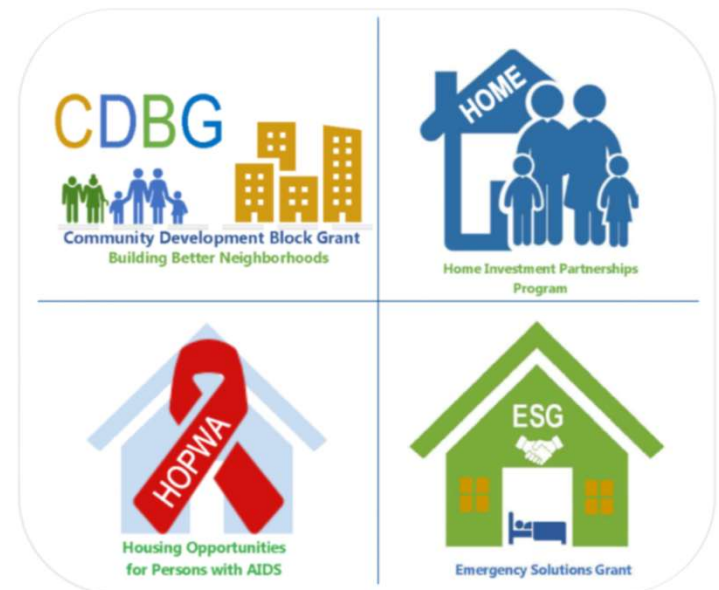 CDBG
Community Development Block Grant
Building Better Neighborhoods
HOME
Home Investment Partnerships
Program
HOPWA
Housing Opportunities
for Persons with AIDS
ESG
Emergency Solutions Grant